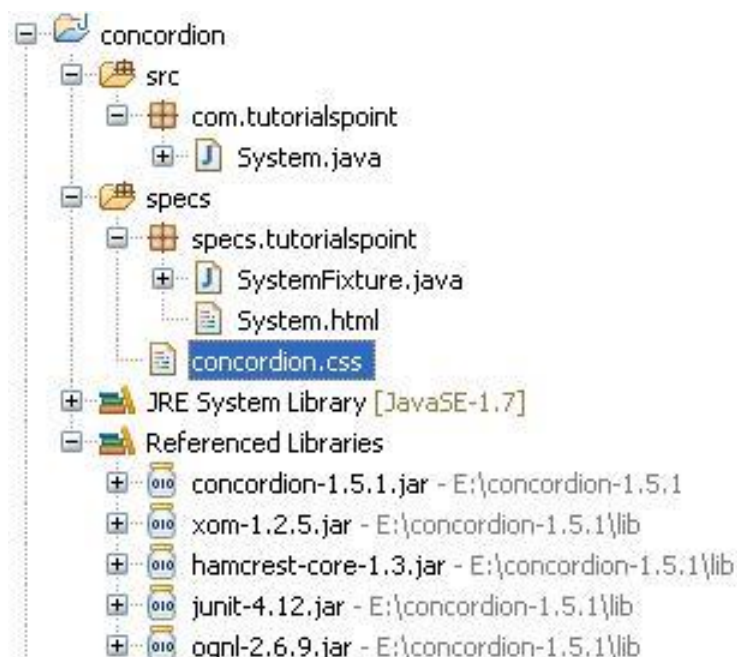 concordion
src
com.tutorialspoint
System.java
specs
specs.tutorialspoint
SystemFixture.java
System.html
concordion.css
JRE System Library [JavaSE-1.7]
Referenced Libraries
concordion-1.5.1.jar - E:\concordion-1.5.1
xom-1.2.5.jar - E:\concordion-1.5.1\lib
hamcrest-core-1.3.jar - E:\concordion-1.5.1\lib
junit-4.12.jar - E:\concordion-1.5.1\lib
ognl-2.6.9.jar - E:\concordion-1.5.1\lib